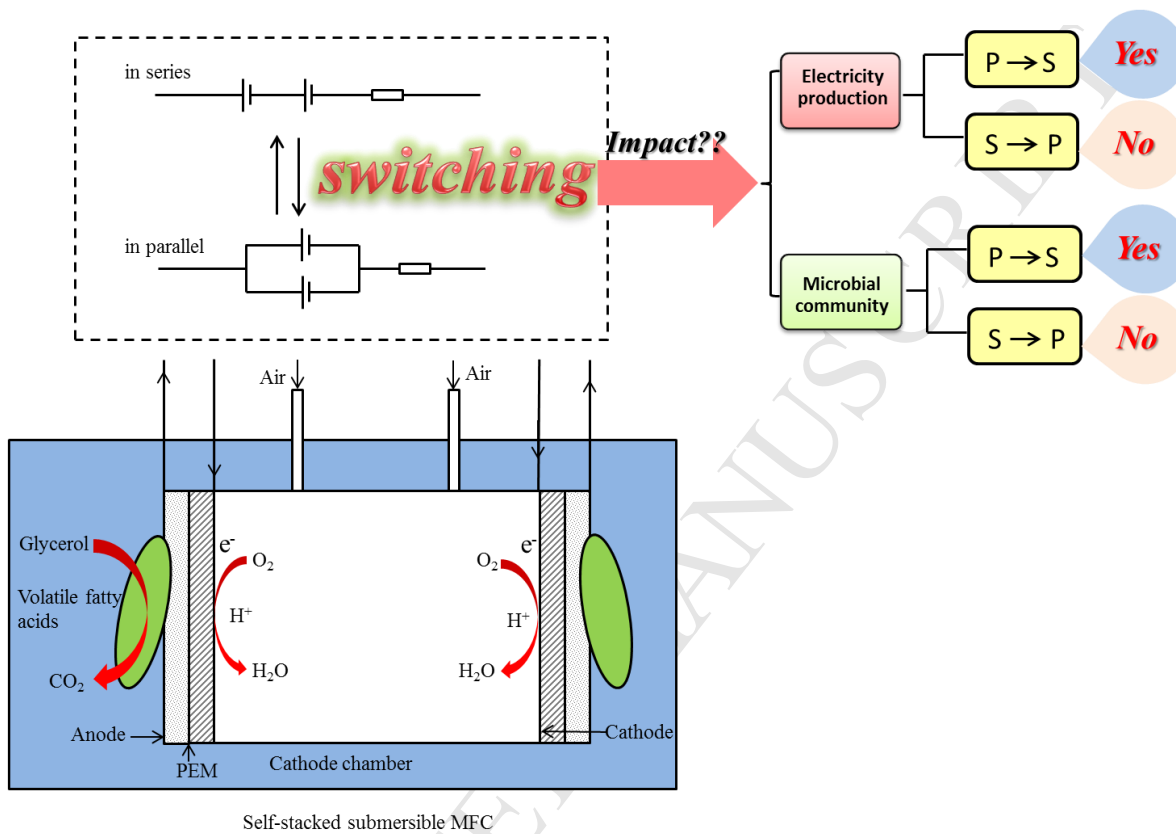 in series
switching
Impact??
in parallel
Electricity
production
P → S
Yes
S → P
No
Microbial
community
P → S
Yes
S → P
No
Air
Air
Glycerol
Volatile fatty
acids
CO₂
e⁻
O₂
H⁺
H₂O
e⁻
O₂
H⁺
H₂O
Anode
PEM
Cathode chamber
Cathode
Self-stacked submersible MFC
MANUSCRIPT